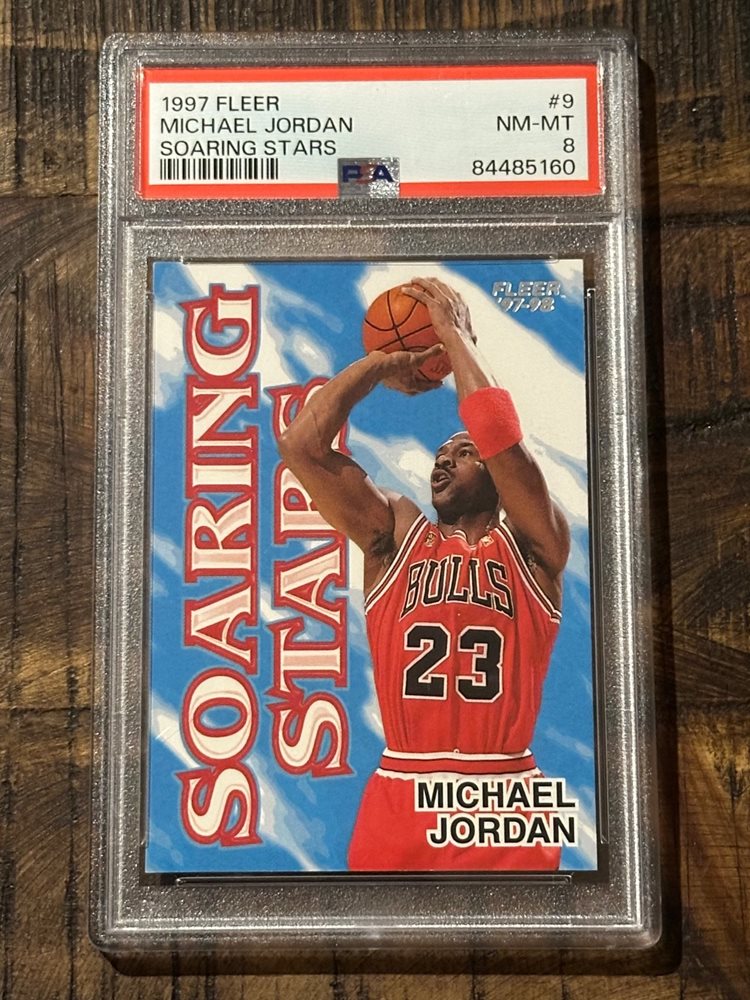 1997 FLEER #9
MICHAEL JORDAN NM-MT
SOARING STARS 8
PSA 84485160
FLEER
'97-98
SOARING
STARS
BULLS
23
MICHAEL
JORDAN